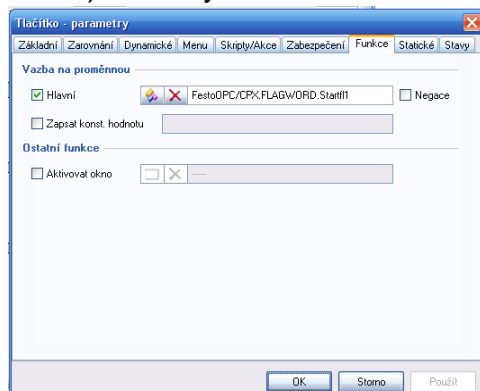 Tlačítko - parametry
Základní Zarovnání Dynamické Menu Skripty/Akce Zabezpečení Funkce Statické Stavy
Vazba na proměnnou
Hlavní FestoOPC/CPX.FLAGWORD.Startfl1 Negace
Zapsat konst. hodnotu
Ostatní funkce
Aktivovat okno -----
OK Storno Použít